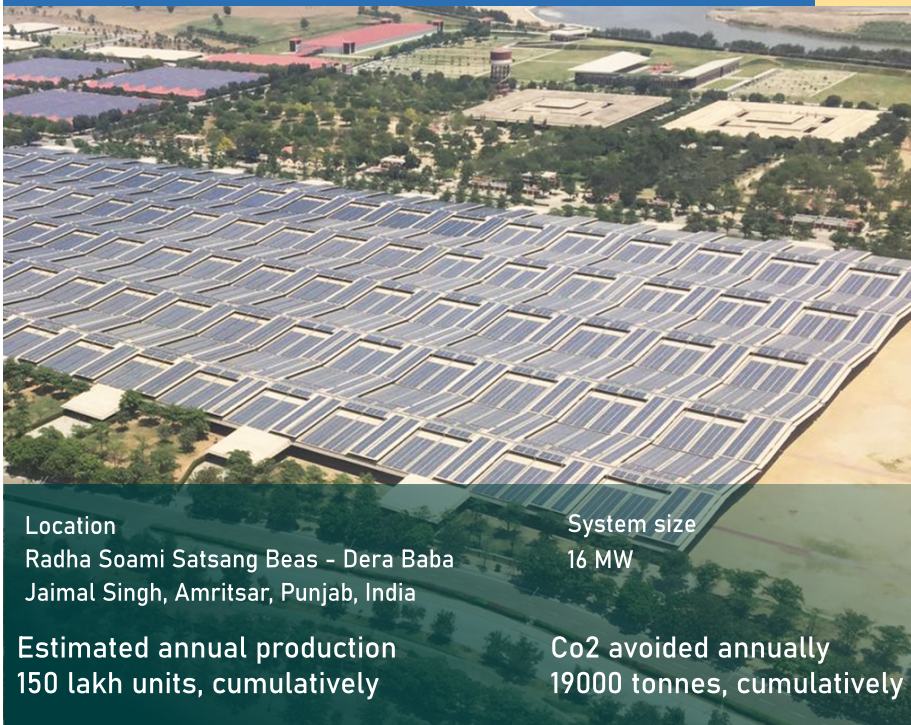 Location
Radha Soami Satsang Beas - Dera Baba
Jaimal Singh, Amritsar, Punjab, India
System size
16 MW
Estimated annual production
150 lakh units, cumulatively
Co2 avoided annually
19000 tonnes, cumulatively